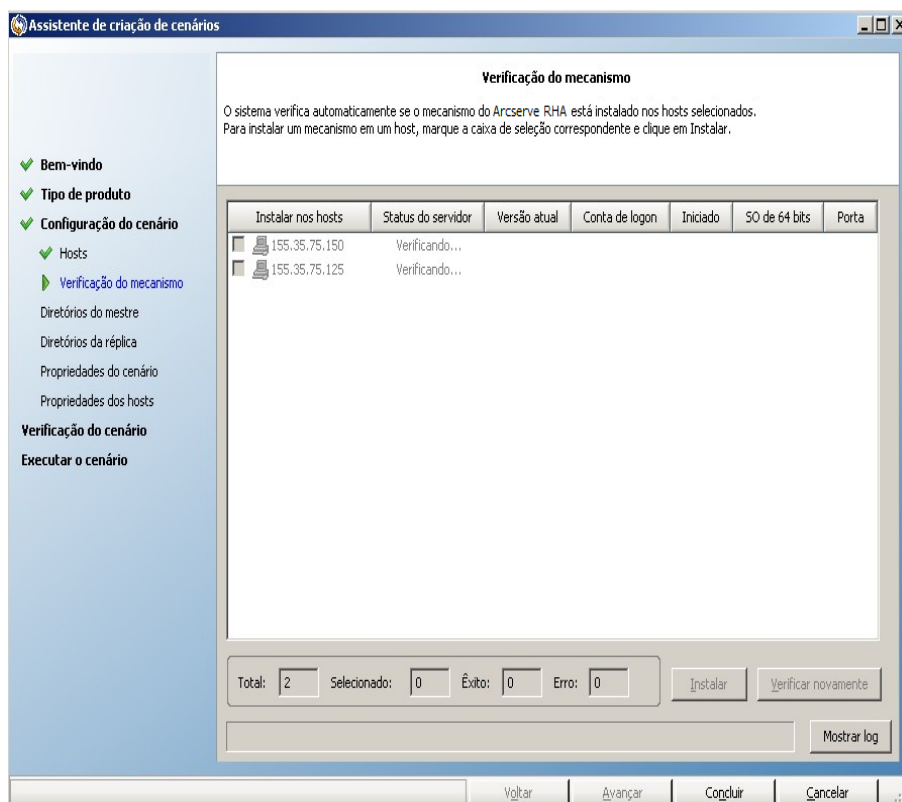 Assistente de criação de cenários
Verificação do mecanismo
O sistema verifica automaticamente se o mecanismo do Arcserve RHA está instalado nos hosts selecionados.
Para instalar um mecanismo em um host, marque a caixa de seleção correspondente e clique em Instalar.
Bem-vindo
Tipo de produto
Configuração do cenário
Hosts
Verificação do mecanismo
Diretórios do mestre
Diretórios da réplica
Propriedades do cenário
Propriedades dos hosts
Verificação do cenário
Executar o cenário
Instalar nos hosts Status do servidor Versão atual Conta de logon Iniciado SO de 64 bits Porta
155.35.75.150 Verificando...
155.35.75.125 Verificando...
Total: 2 Selecionado: 0 Êxito: 0 Erro: 0 Instalar Verificar novamente
Mostrar log
Voltar Avançar Concluir Cancelar